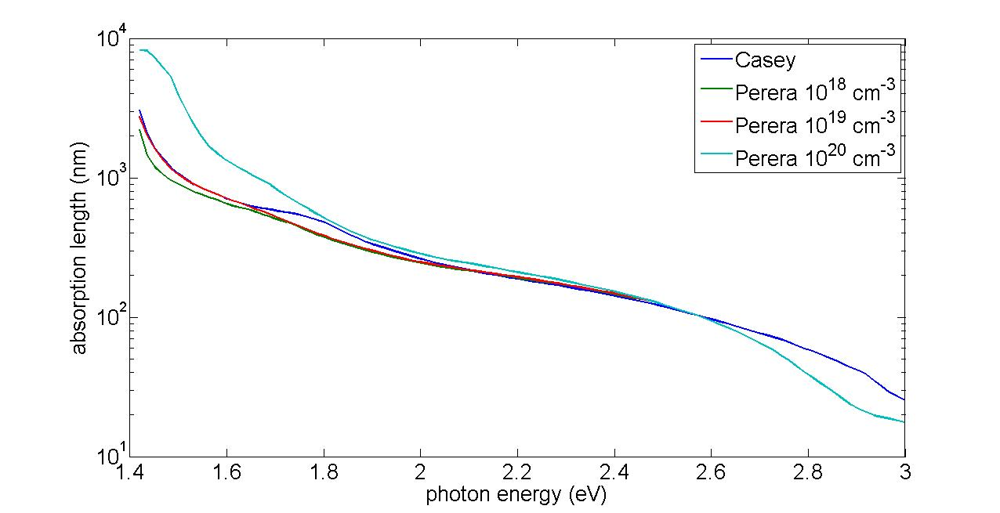 10^4
10^3
10^2
10^1
absorption length (nm)
Casey
Perera 10^18 cm^-3
Perera 10^19 cm^-3
Perera 10^20 cm^-3
1.4 1.6 1.8 2 2.2 2.4 2.6 2.8 3
photon energy (eV)